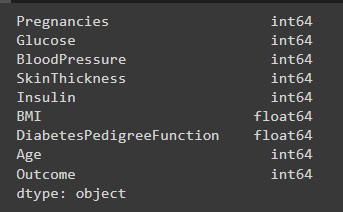 Pregnancies int64
Glucose int64
BloodPressure int64
SkinThickness int64
Insulin int64
BMI float64
DiabetesPedigreeFunction float64
Age int64
Outcome int64
dtype: object